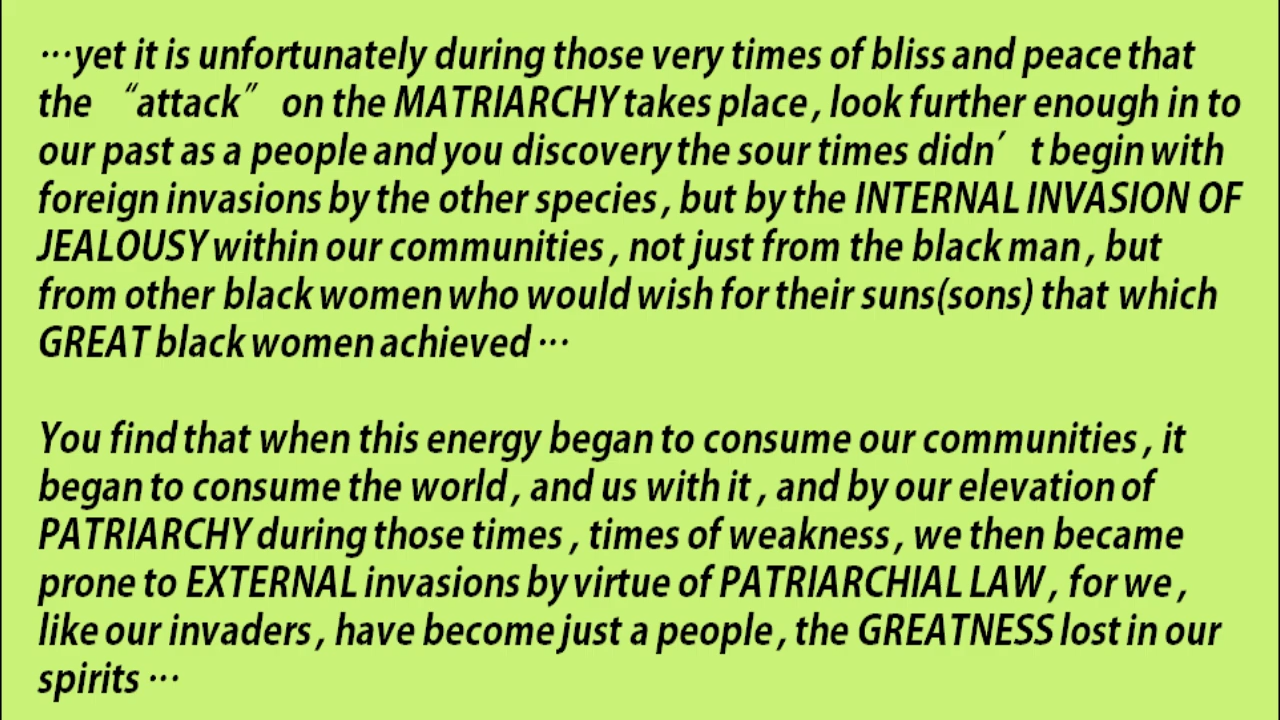 ···yet it is unfortunately during those very times of bliss and peace that
the “attack” on the MATRIARCHY takes place , look further enough in to
our past as a people and you discovery the sour times didn’t begin with
foreign invasions by the other species , but by the INTERNAL INVASION OF
JEALOUSY within our communities , not just from the black man , but
from other black women who would wish for their suns(sons) that which
GREAT black women achieved ···
You find that when this energy began to consume our communities , it
began to consume the world , and us with it , and by our elevation of
PATRIARCHY during those times , times of weakness , we then became
prone to EXTERNAL invasions by virtue of PATRIARCHIAL LAW , for we ,
like our invaders , have become just a people , the GREATNESS lost in our
spirits ···